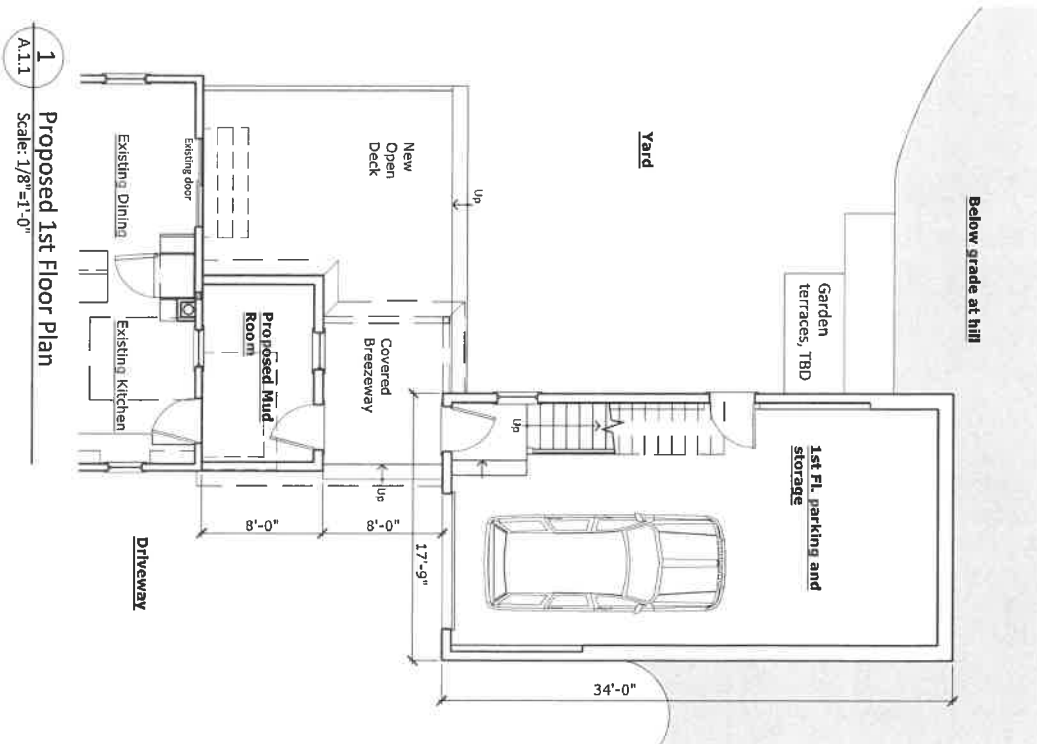 Below grade at hill
Yard
Garden
terraces, TBD
1st Fl. parking and
storage
New
Open
Deck
Up
Covered
Breezeway
Up
Up
Proposed Mud
Room
Existing door
Existing Dining
Existing Kitchen
Driveway
8'-0"
8'-0"
17'-9"
34'-0"
1
A.1.1
Proposed 1st Floor Plan
Scale: 1/8"=1'-0"